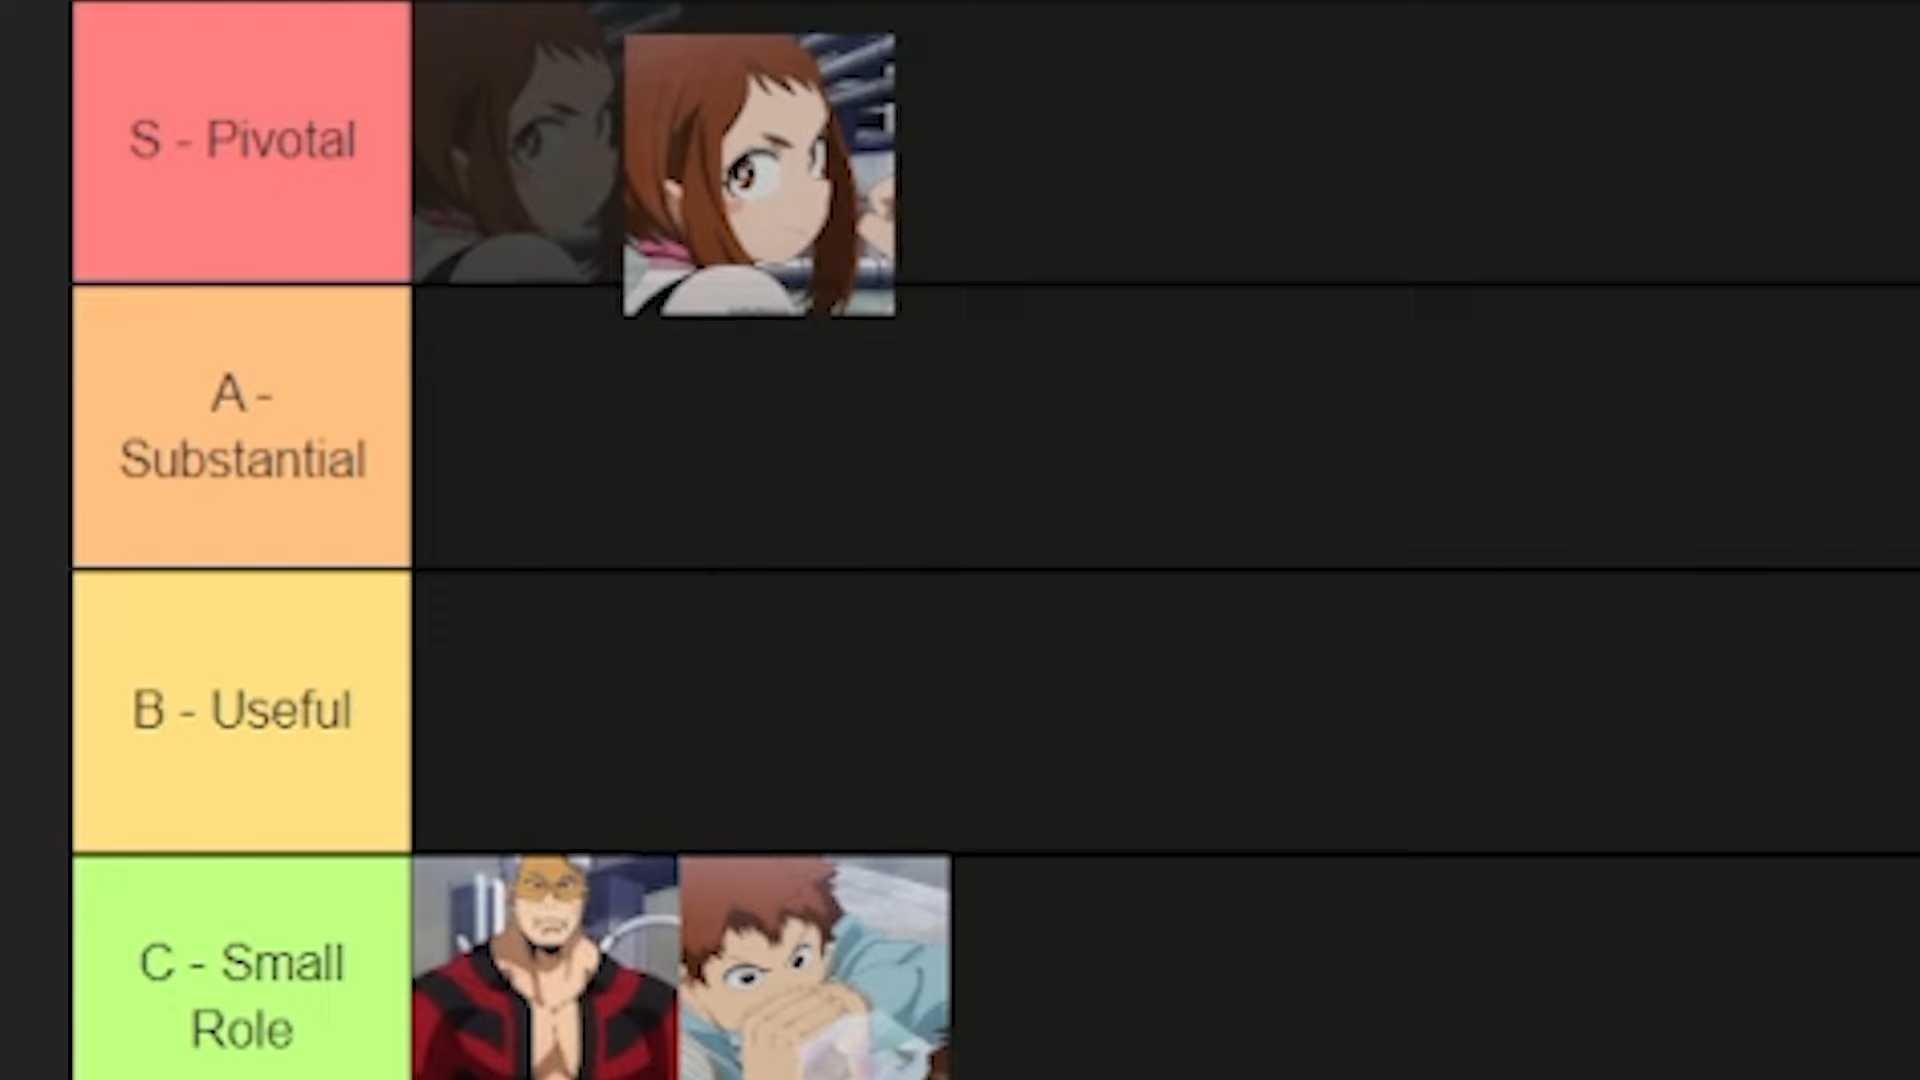 S - Pivotal
A -
Substantial
B - Useful
C - Small
Role